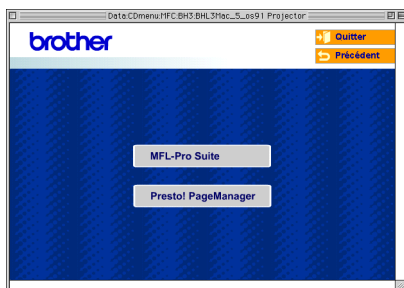 Data:CDmenu:MFC:BH3:BHL3Mac_5_os91 Projector
brother
Quitter
Précédent
MFL-Pro Suite
Presto! PageManager